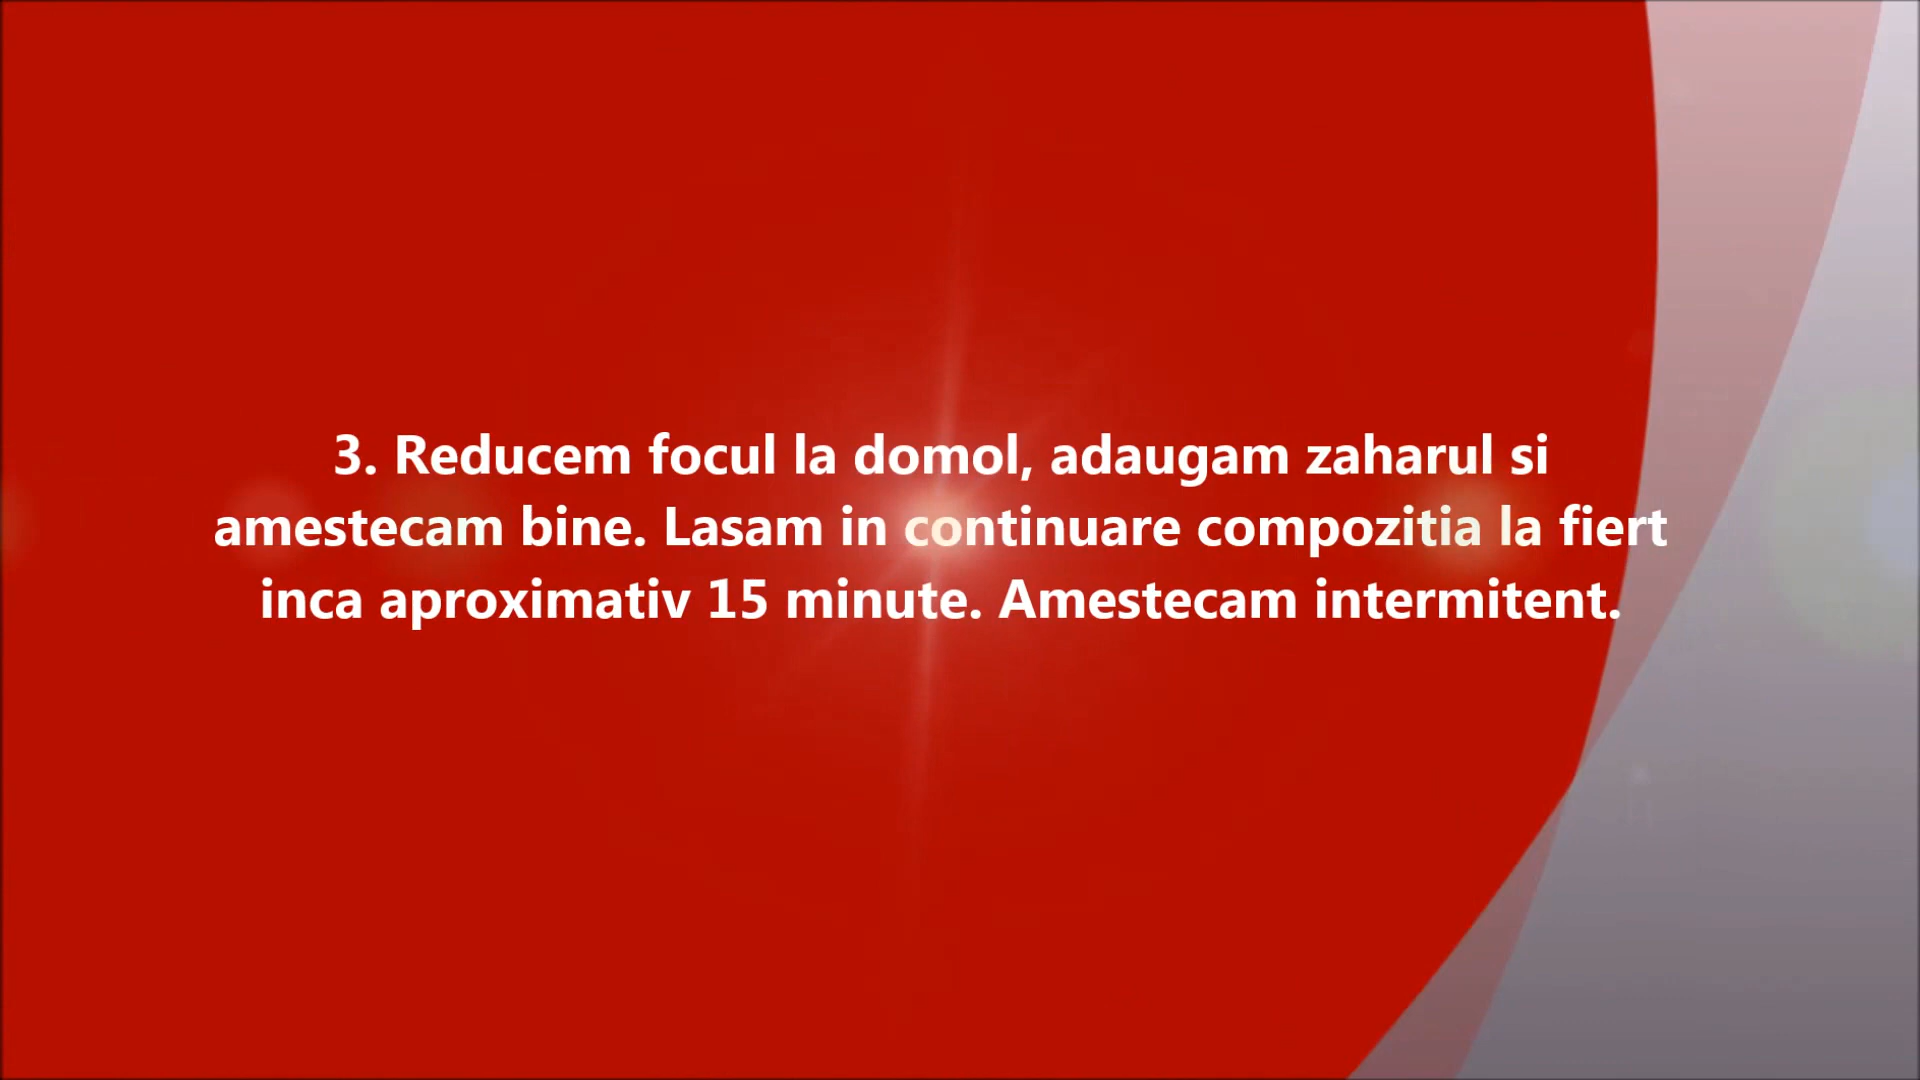 3. Reducem focul la domol, adaugam zaharul si
amestecam bine. Lasam in continuare compozitia la fiert
inca aproximativ 15 minute. Amestecam intermitent.